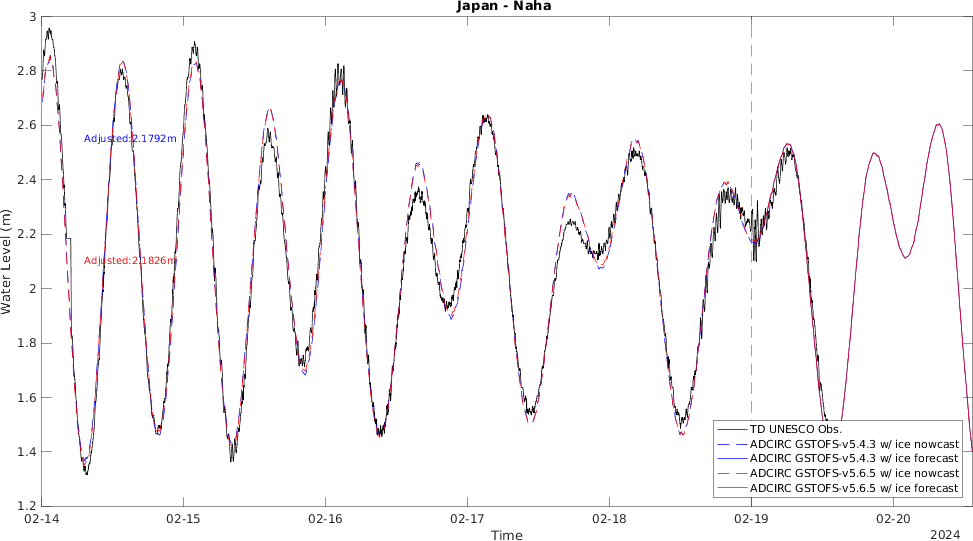 Japan - Naha
3
2.8
2.6
2.4
2.2
2
1.8
1.6
1.4
1.2
Water Level (m)
Adjusted:2.1792m
Adjusted:2.1826m
TD UNESCO Obs.
ADCIRC GSTOFS-v5.4.3 w/ ice nowcast
ADCIRC GSTOFS-v5.4.3 w/ ice forecast
ADCIRC GSTOFS-v5.6.5 w/ ice nowcast
ADCIRC GSTOFS-v5.6.5 w/ ice forecast
02-14 02-15 02-16 02-17 02-18 02-19 02-20
Time
2024